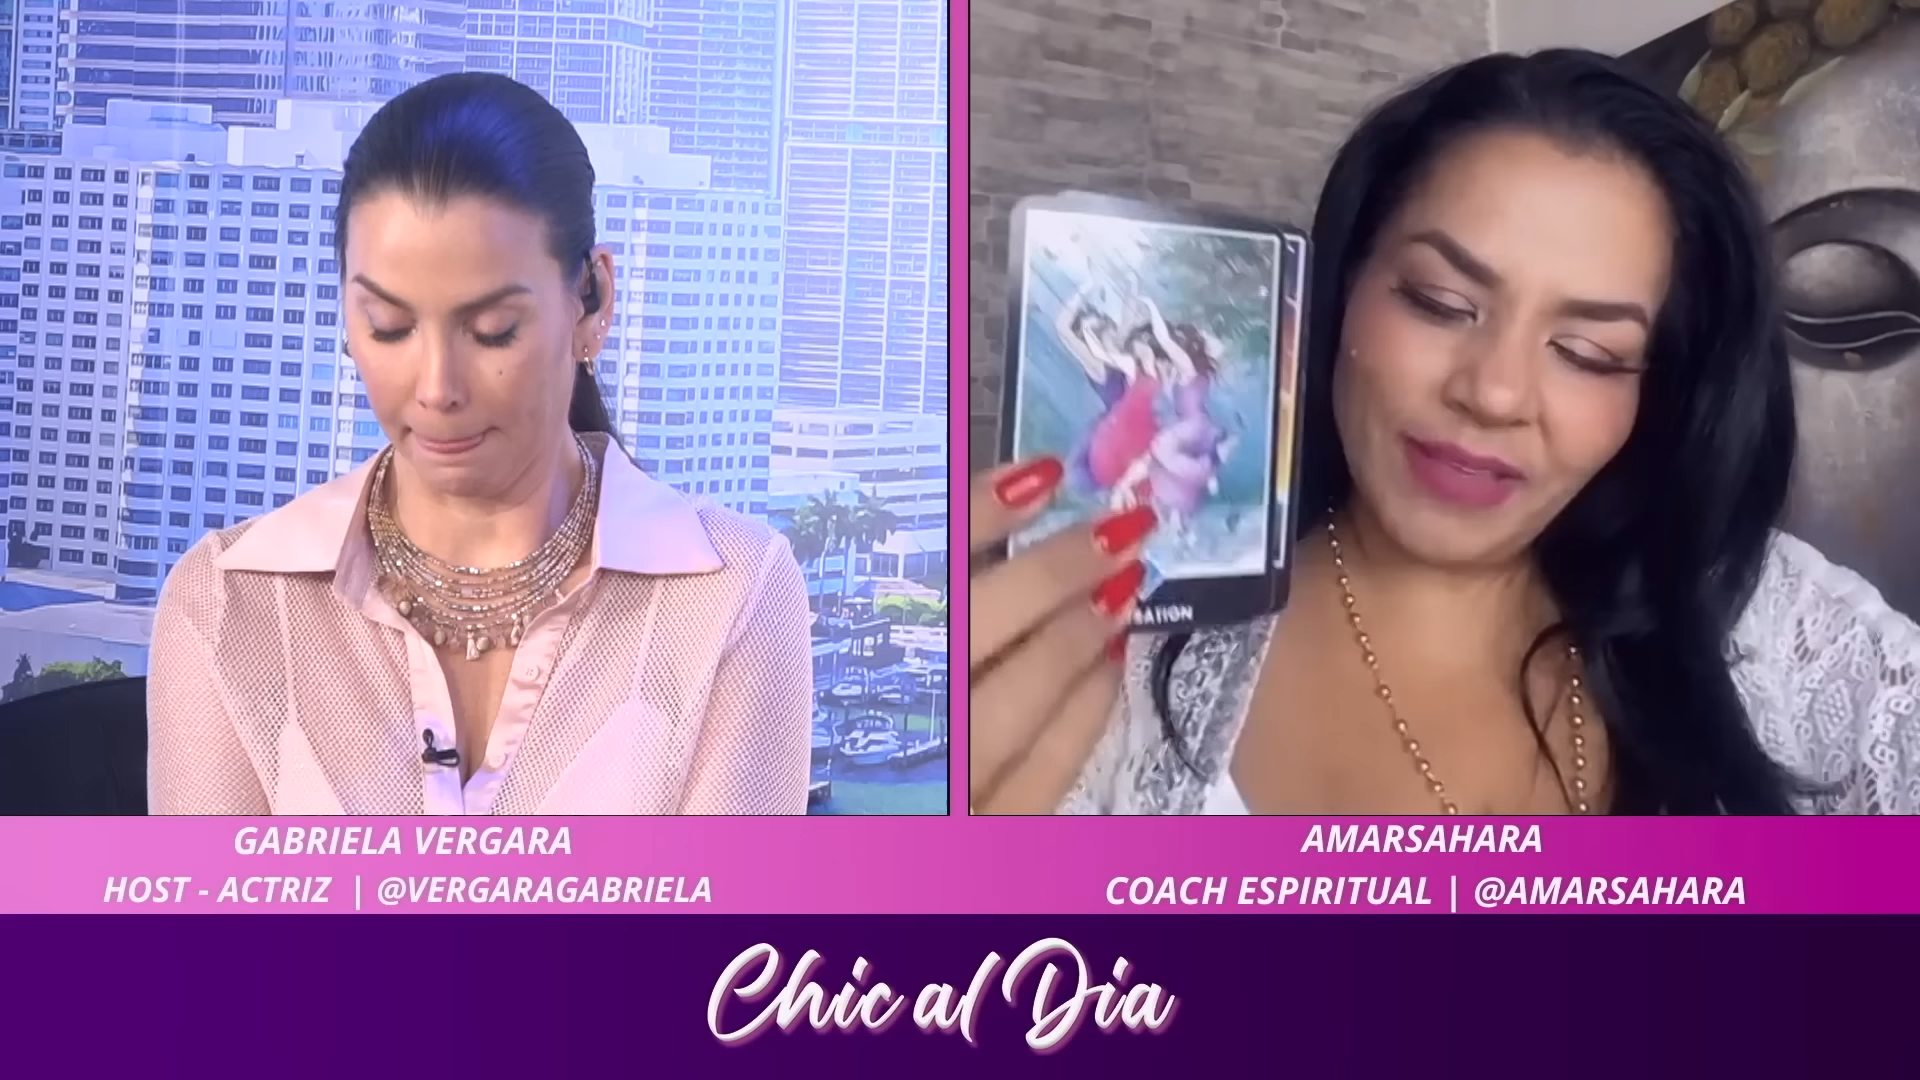 GABRIELA VERGARA
HOST - ACTRIZ | @VERGARAGABRIELA
AMARSAHARA
COACH ESPIRITUAL | @AMARSAHARA
Chic al Dia